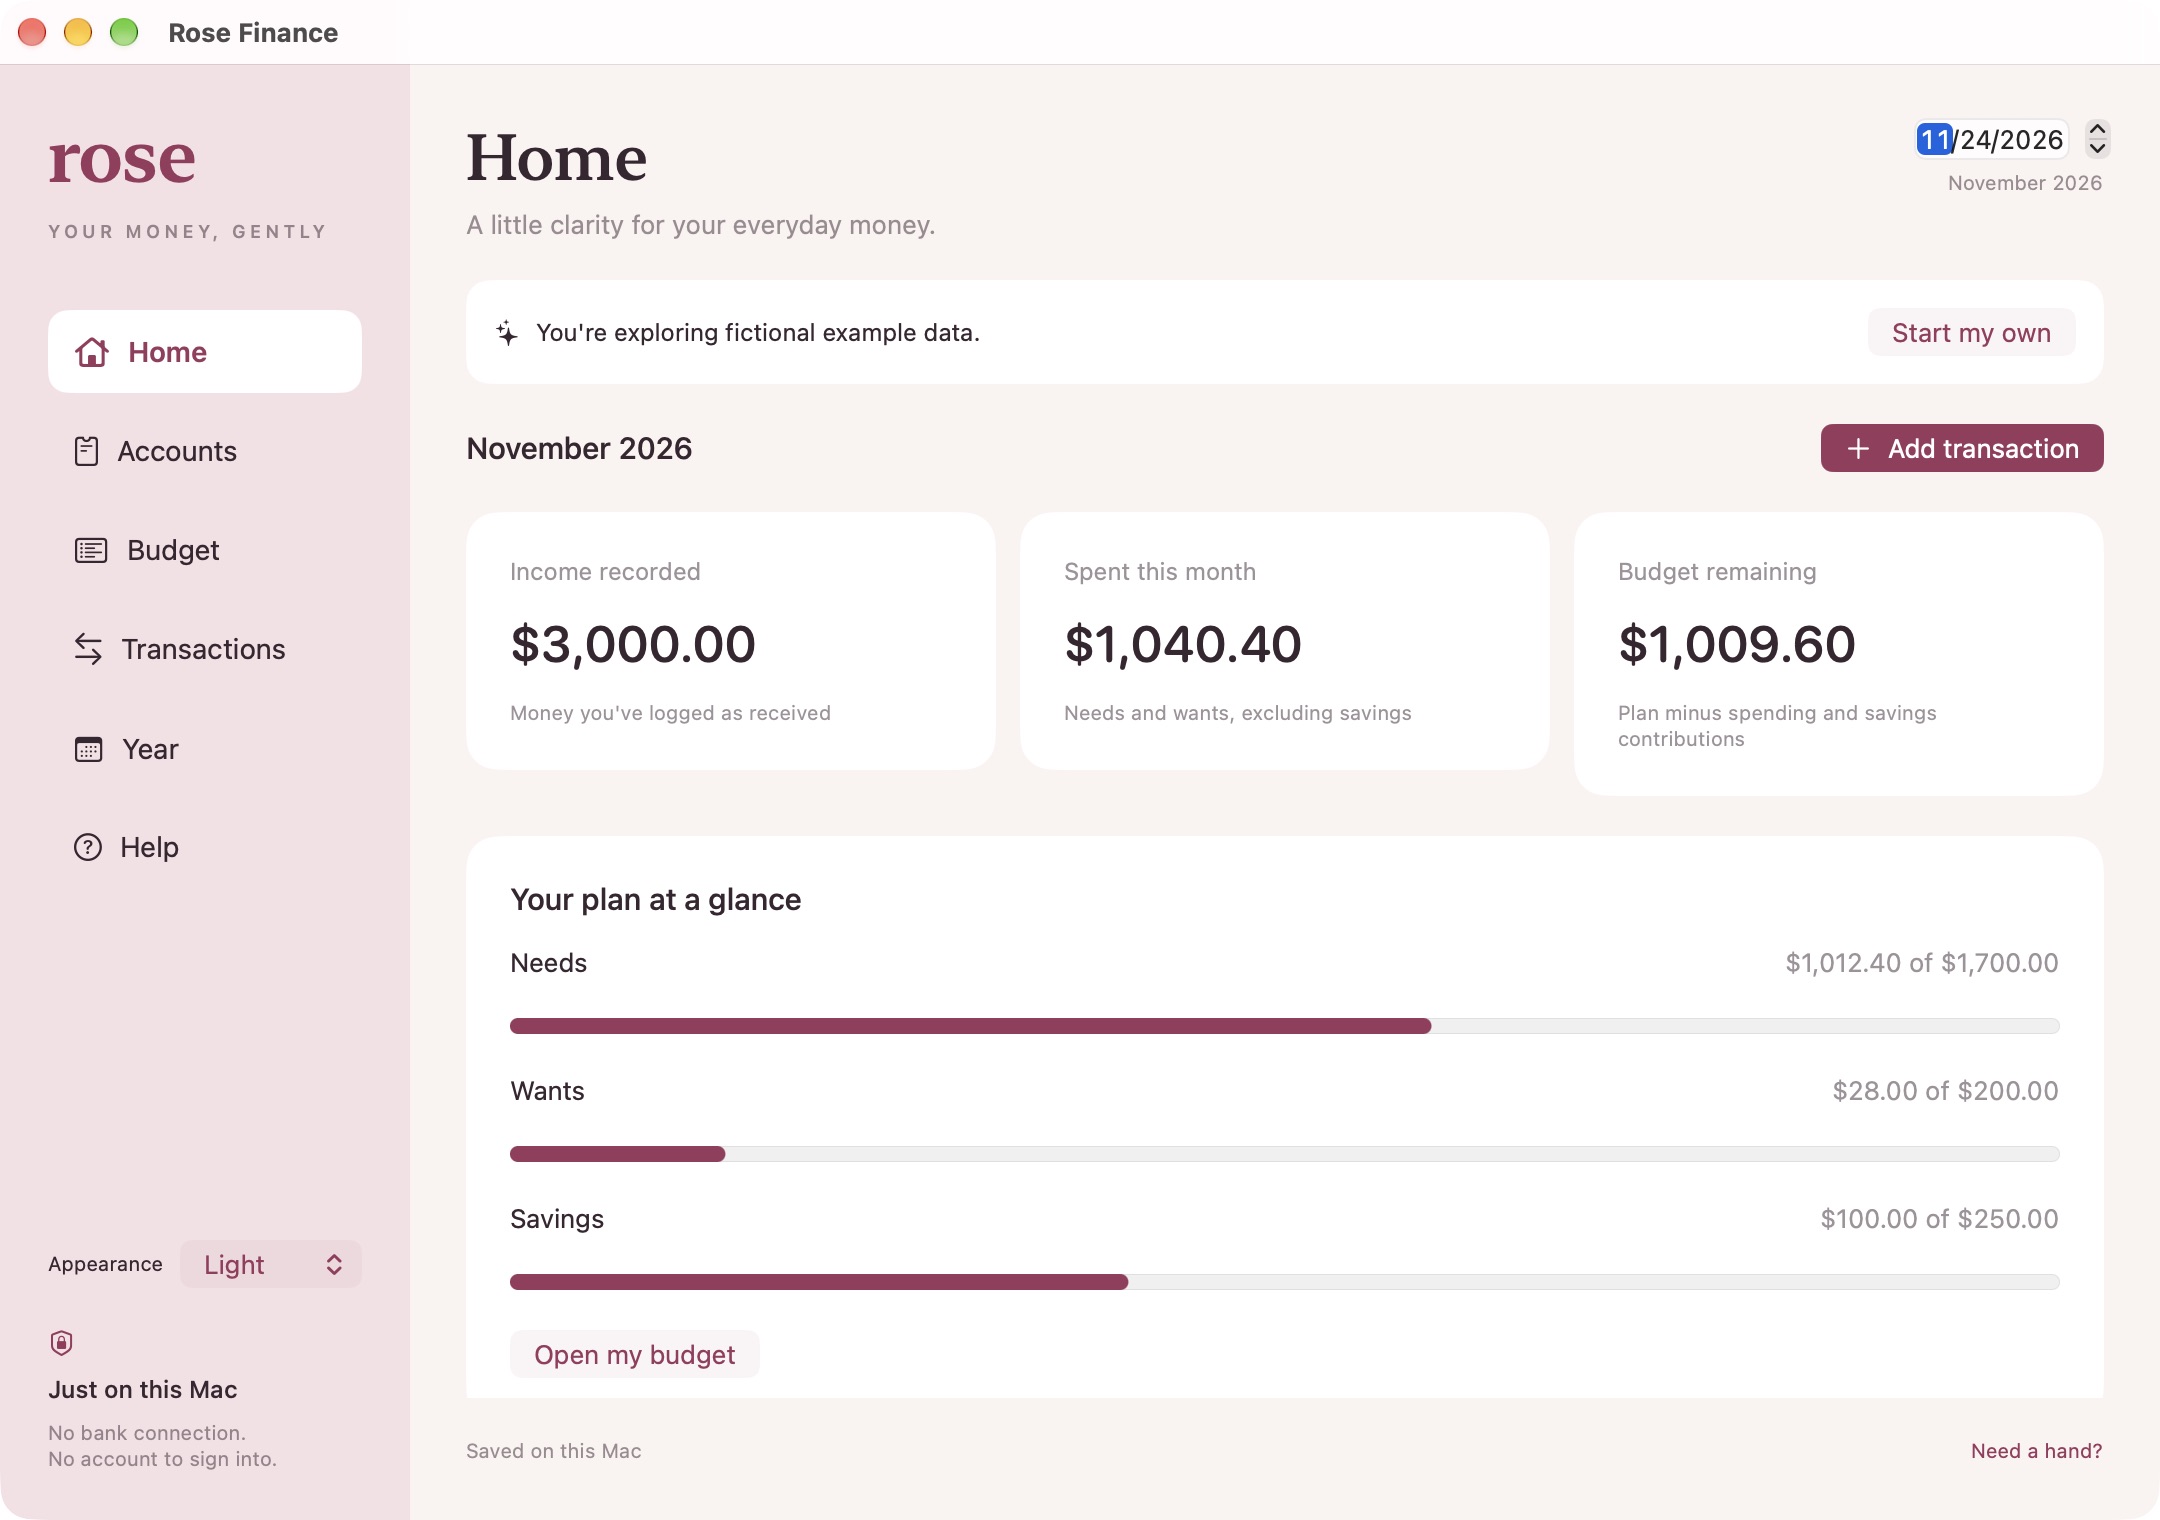 Rose Finance
rose
YOUR MONEY, GENTLY
Home
Accounts
Budget
Transactions
Year
Help
Appearance
Light
Just on this Mac
No bank connection.
No account to sign into.
Home
A little clarity for your everyday money.
11/24/2026
November 2026
You're exploring fictional example data.
Start my own
November 2026
Add transaction
Income recorded
$3,000.00
Money you've logged as received
Spent this month
$1,040.40
Needs and wants, excluding savings
Budget remaining
$1,009.60
Plan minus spending and savings
contributions
Your plan at a glance
Needs
$1,012.40 of $1,700.00
Wants
$28.00 of $200.00
Savings
$100.00 of $250.00
Open my budget
Saved on this Mac
Need a hand?